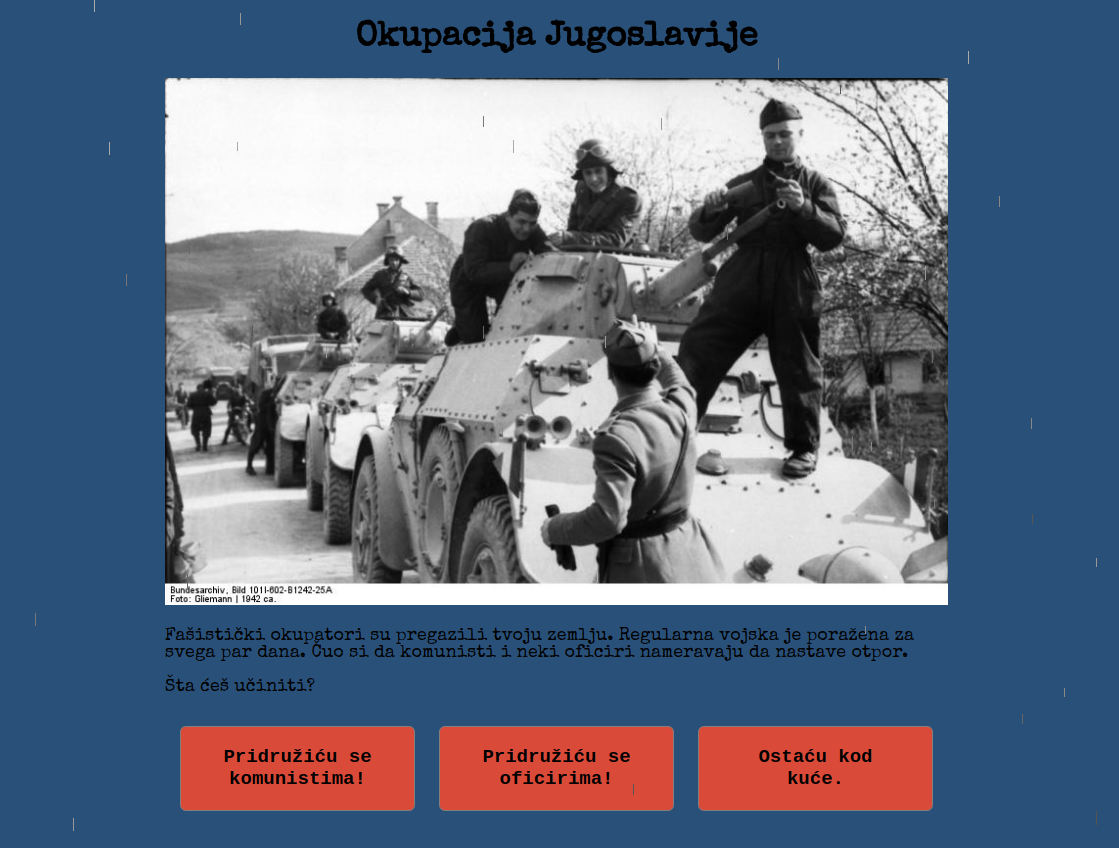 Okupacija Jugoslavije
Bundesarchiv, Bild 101I-602-B1242-25A
Foto: Gliemann | 1942 ca.
Fašistički okupatori su pregazili tvoju zemlju. Regularna vojska je poražena za
svega par dana. Čuo si da komunisti i neki oficiri nameravaju da nastave otpor.
Šta ćeš učiniti?
Pridružiću se
komunistima!
Pridružiću se
oficirima!
Ostaću kod
kuće.